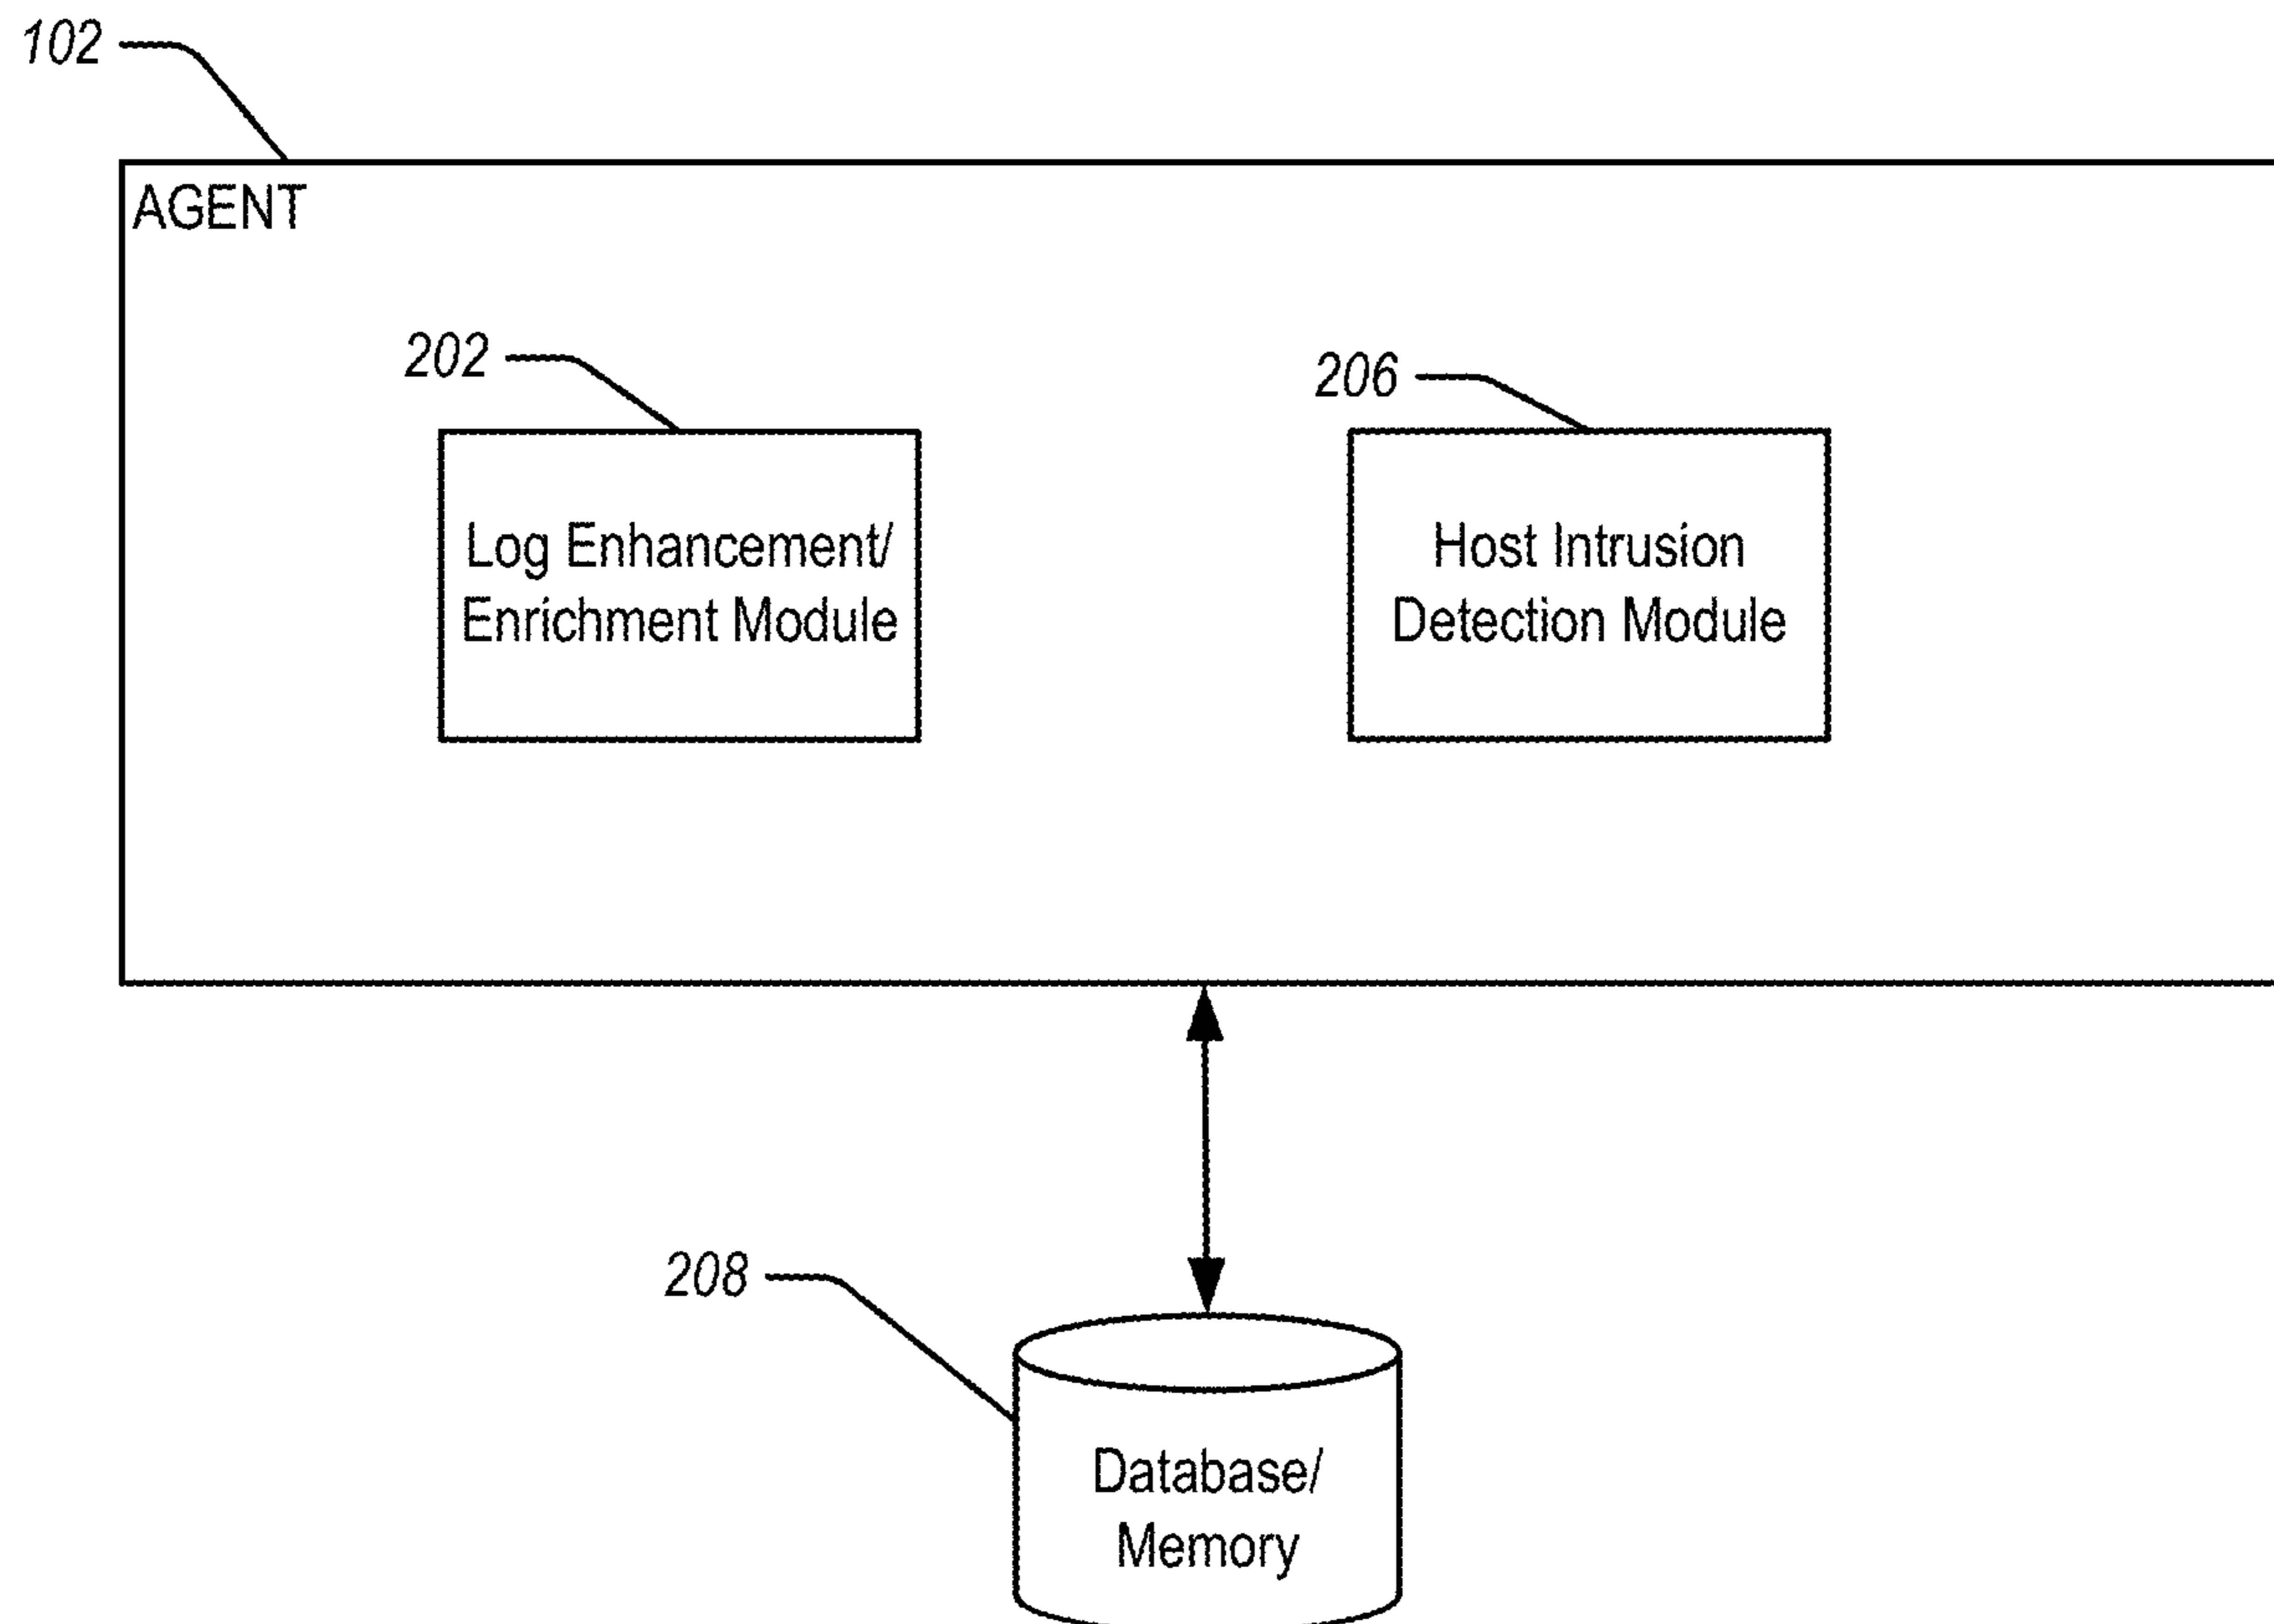 102
AGENT
202
206
Log Enhancement/
Enrichment Module
Host Intrusion
Detection Module
208
Database/
Memory